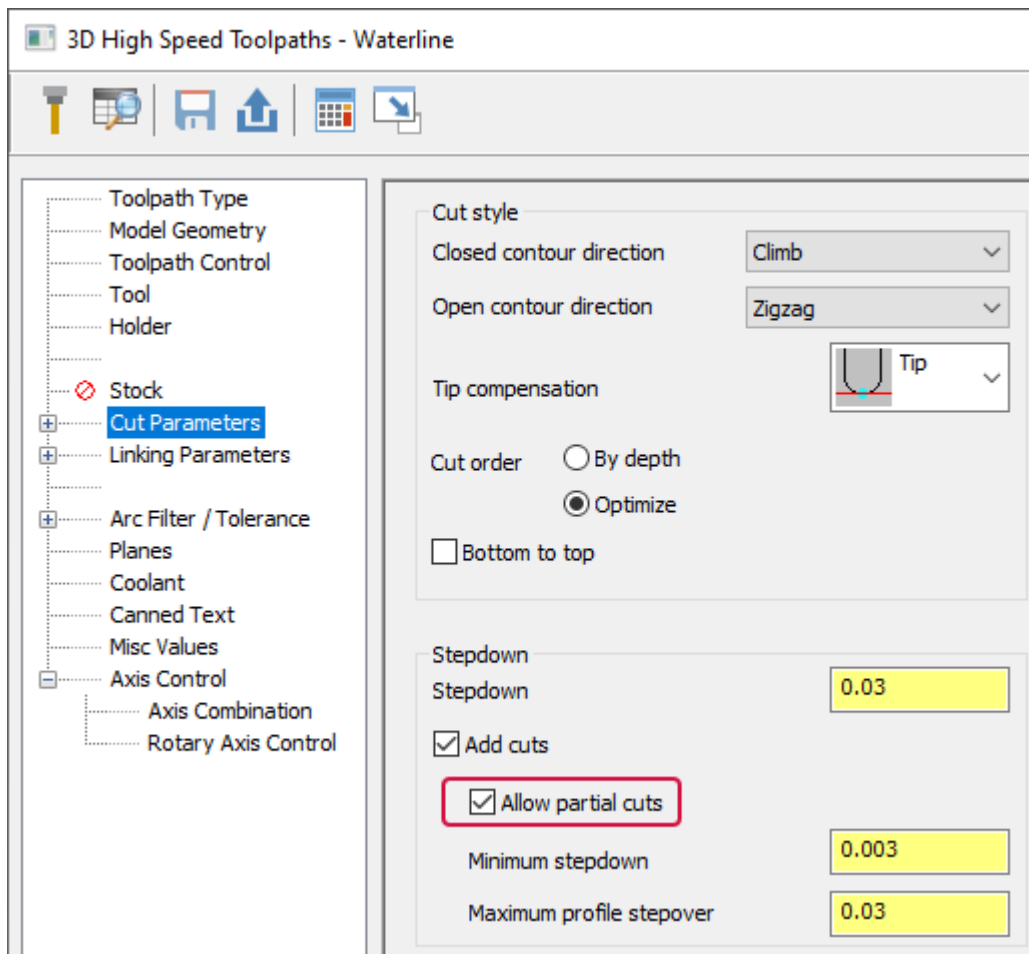 3D High Speed Toolpaths - Waterline
Toolpath Type
Model Geometry
Toolpath Control
Tool
Holder
Stock
Cut Parameters
Linking Parameters
Arc Filter / Tolerance
Planes
Coolant
Canned Text
Misc Values
Axis Control
Axis Combination
Rotary Axis Control
Cut style
Closed contour direction Climb
Open contour direction Zigzag
Tip compensation Tip
Cut order By depth
Optimize
Bottom to top
Stepdown
Stepdown 0.03
Add cuts
Allow partial cuts
Minimum stepdown 0.003
Maximum profile stepover 0.03